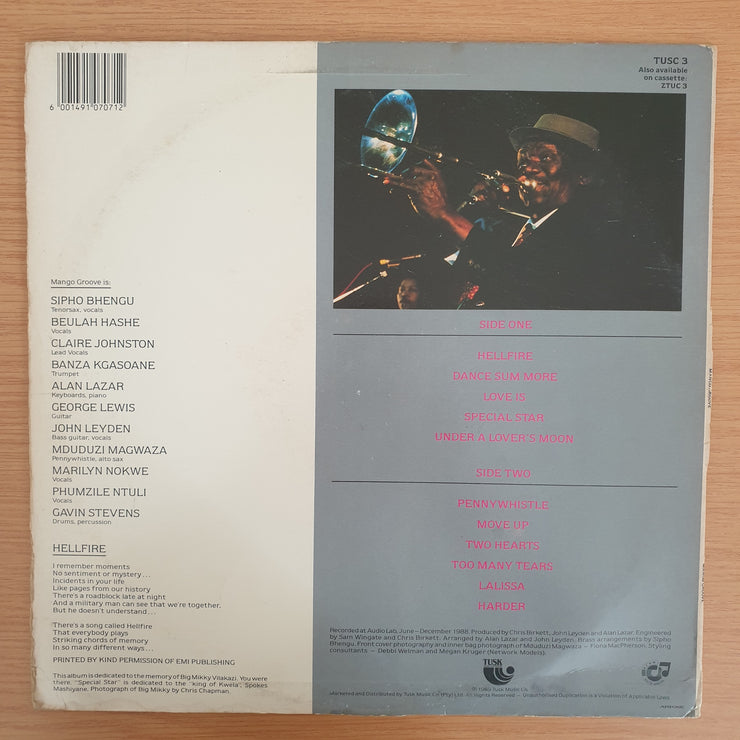 6 001491 070712
Mango Groove is:
SIPHO BHENGU
Tenorsax, vocals
BEULAH HASHE
Vocals
CLAIRE JOHNSTON
Lead Vocals
BANZA KGASOANE
Trumpet
ALAN LAZAR
Keyboards, piano
GEORGE LEWIS
Guitar
JOHN LEYDEN
Bass guitar, vocals
MDUDUZI MAGWAZA
Pennywhistle, alto sax
MARILYN NOKWE
Vocals
PHUMZILE NTULI
Vocals
GAVIN STEVENS
Drums, percussion
HELLFIRE
I remember moments
No sentiment or mystery...
Incidents in your life
Like pages from our history
There's a roadblock late at night
And a military man can see that we're together.
But he doesn't understand...
There's a song called Hellfire
That everybody plays
Striking chords of memory
In so many different ways...
PRINTED BY KIND PERMISSION OF EMI PUBLISHING
This album is dedicated to the memory of Big Mikky Vilakazi. You were
there. "Special Star" is dedicated to the "king of Kwela"; Spokes
Mashiyane. Photograph of Big Mikky by Chris Chapman.
TUSC 3
Also available
on cassette:
ZTUC 3
SIDE ONE
HELLFIRE
DANCE SUM MORE
LOVE IS
SPECIAL STAR
UNDER A LOVER'S MOON
SIDE TWO
PENNYWHISTLE
MOVE UP
TWO HEARTS
TOO MANY TEARS
LALISSA
HARDER
Recorded at Audio Lab, June – December 1988. Produced by Chris Birkett, John Leyden and Alan Lazar. Engineered
by Sam Wingate and Chris Birkett. Arranged by Alan Lazar and John Leyden. Brass arrangements by Sipho
Bhengu. Front cover photography and inner bag photograph of Mduduzi Magwaza – Fiona MacPherson. Styling
consultants – Debbi Welman and Megan Kruger (Network Models).
TUSK
℗ 1989 Tusk Music Co.
Marketed and Distributed by Tusk Music Co (Pty) Ltd. All Rights Reserved – Unauthorised Duplication is a Violation of Applicable Laws